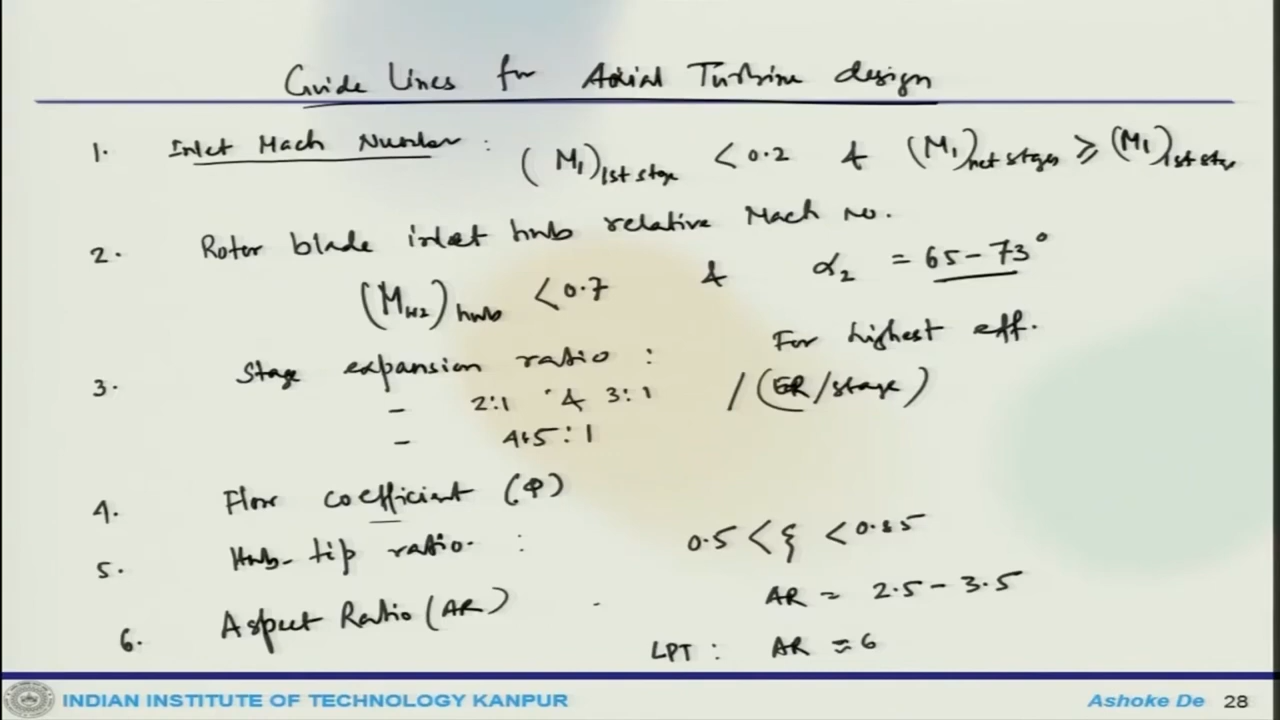 Guide lines for Axial Turbine design
1. Inlet Mach Number : (M₁)1st stage < 0.2 & (M₁)next stages ⩾ (M₁)1st stage
2. Rotor blade inlet hub relative Mach no.
(Mw2)hub < 0.7 & α₂ = 65-73°
3. Stage expansion ratio : For highest eff.
- 2:1 & 3:1 / (ER/stage)
- 4.5:1
4. Flow coefficient (φ)
5. Hub-tip ratio. : 0.5 < ξ < 0.85
6. Aspect Ratio (AR) - AR = 2.5 - 3.5
LPT : AR ≈ 6
INDIAN INSTITUTE OF TECHNOLOGY KANPUR
Ashoke De 28